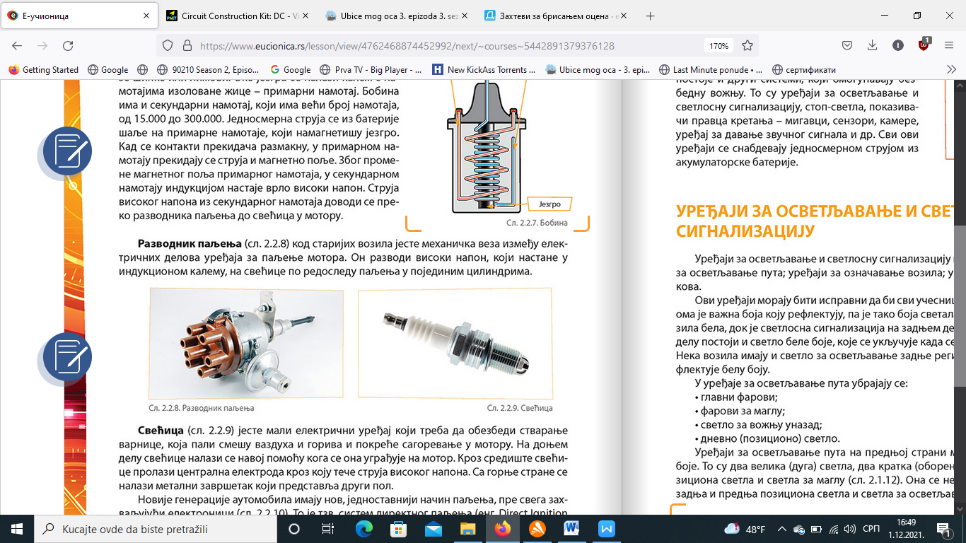 Е-учионица
Circuit Construction Kit: DC - Vi
Ubice mog oca 3. epizoda 3. sez
Захтеви за брисањем оцена - e
https://www.eucionica.rs/lesson/view/4762468874452992/next/~courses~5442891379376128
170%
Getting Started
Google
90210 Season 2, Episo...
Google
Prva TV - Big Player - ...
New KickAss Torrents ...
Ubice mog oca - 3. epi...
Last Minute ponude • ...
сертификати
мотајима изоловане жице – примарни намотај. Бобина
има и секундарни намотај, који има већи број намотаја,
од 15.000 до 300.000. Једносмерна струја се из батерије
шаље на примарне намотаје, који намагнетишу језгро.
Кад се контакти прекидача размакну, у примарном на-
мотају прекидају се струја и магнетно поље. Због проме-
не магнетног поља примарног намотаја, у секундарном
намотају индукцијом настаје врло високи напон. Струја
високог напона из секундарног намотаја доводи се пре-
ко разводника паљења до свећица у мотору.
Језгро
Сл. 2.2.7. Бобина
Разводник паљења (сл. 2.2.8) код старијих возила јесте механичка веза између елек-
тричних делова уређаја за паљење мотора. Он разводи високи напон, који настане у
индукционом калему, на свећице по редоследу паљења у појединим цилиндрима.
Сл. 2.2.8. Разводник паљења
Сл. 2.2.9. Свећица
Свећица (сл. 2.2.9) јесте мали електрични уређај који треба да обезбеди стварање
варнице, која пали смешу ваздуха и горива и покреће сагоревање у мотору. На доњем
делу свећице налази се навој помоћу кога се она уграђује на мотор. Кроз средиште свећи-
це пролази централна електрода кроз коју тече струја високог напона. Са горње стране се
налази метални завршетак који представља други пол.
Новије генерације аутомобила имају нов, једноставнији начин паљења, пре свега зах-
ваљујући електроници (сл. 2.2.10). То је тзв. систем директног паљења (енг. Direct Ignition
постоје и други системи, који омогућавају без-
бедну вожњу. То су уређаји за осветљавање и
светлосну сигнализацију, стоп-светла, показива-
чи правца кретања – мигавци, сензори, камере,
уређај за давање звучног сигнала и др. Сви ови
уређаји се снабдевају једносмерном струјом из
акумулаторске батерије.
УРЕЂАЈИ ЗА ОСВЕТЉАВАЊЕ И СВЕТ
СИГНАЛИЗАЦИЈУ
Уређаји за осветљавање и светлосну сигнализацију
за осветљавање пута; уређаји за означавање возила; у
кова.
Ови уређаји морају бити исправни да би сви учесниц
ома је важна боја коју рефлектују, па је тако боја светал
зила бела, док је светлосна сигнализација на задњем де
делу постоји и светло беле боје, које се укључује када се
Нека возила имају и светло за осветљавање задње реги
флектује белу боју.
У уређаје за осветљавање пута убрајају се:
• главни фарови;
• фарови за маглу;
• светло за вожњу уназад;
• дневно (позиционо) светло.
Уређаји за осветљавање пута на предњој страни м
боје. То су два велика (дуга) светла, два кратка (оборен
зициона светла и светла за маглу (сл. 2.1.12). Она се не
задна и предња позициона светла и светла за осветљав
Kucajte ovde da biste pretražili
48°F
СРП
16:49
1.12.2021.